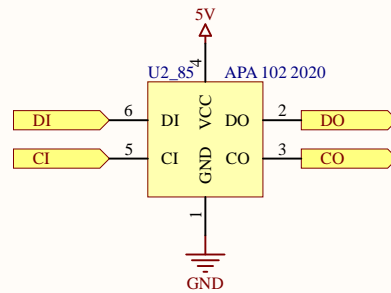 5V
U2_85 APA 102 2020
4
DI 6 DI VCC DO 2 DO
CI 5 CI GND CO 3 CO
1
GND